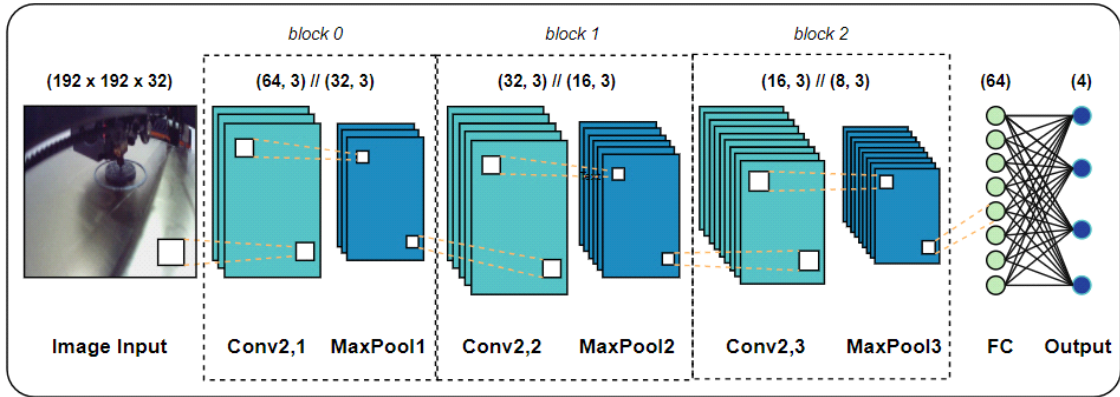 block 0
block 1
block 2
(192 x 192 x 32)
(64, 3) // (32, 3)
(32, 3) // (16, 3)
(16, 3) // (8, 3)
(64)
(4)
Image Input
Conv2,1
MaxPool1
Conv2,2
MaxPool2
Conv2,3
MaxPool3
FC
Output